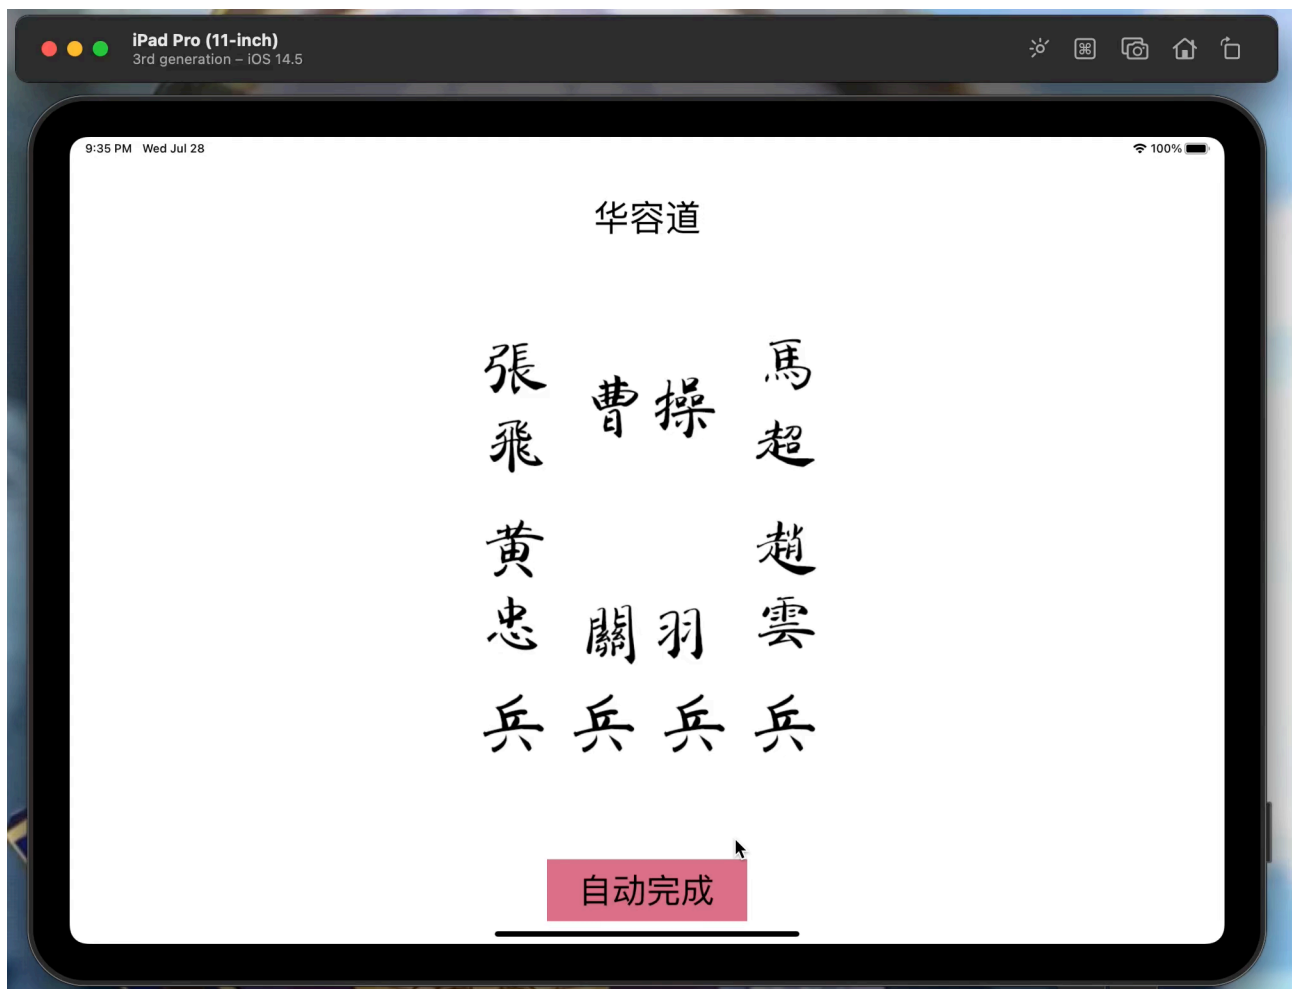 iPad Pro (11-inch)
3rd generation – iOS 14.5
9:35 PM Wed Jul 28 100%
华容道
張飛 曹操 馬超
黄忠 關羽 趙雲
兵 兵 兵 兵
自动完成